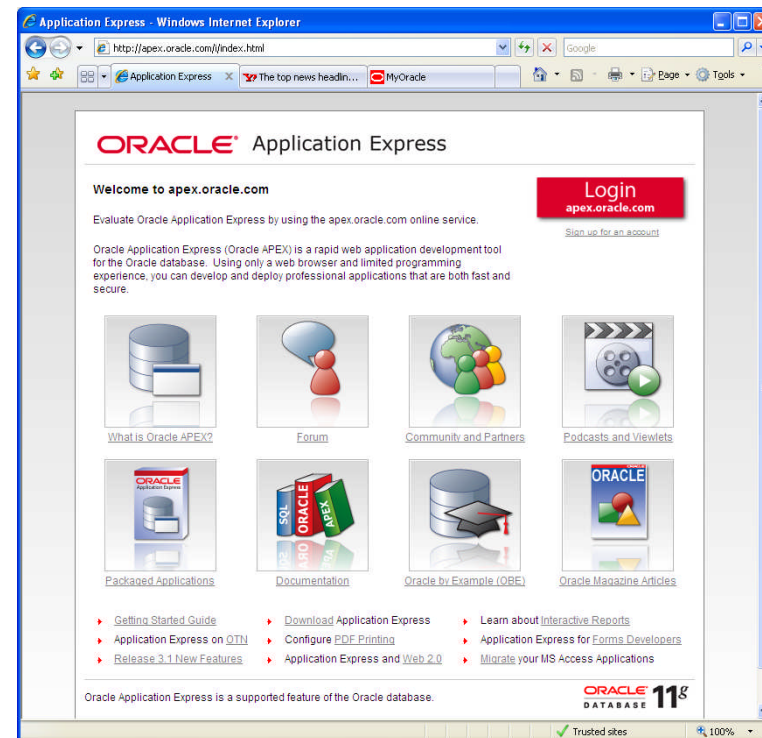 Application Express - Windows Internet Explorer
http://apex.oracle.com/i/index.html
Google
Application Express
The top news headlin...
MyOracle
Page
Tools
ORACLE® Application Express
Welcome to apex.oracle.com
Login
apex.oracle.com
Evaluate Oracle Application Express by using the apex.oracle.com online service.
Sign up for an account
Oracle Application Express (Oracle APEX) is a rapid web application development tool
for the Oracle database. Using only a web browser and limited programming
experience, you can develop and deploy professional applications that are both fast and
secure.
What is Oracle APEX?
Forum
Community and Partners
Podcasts and Viewlets
ORACLE
Application Express
SQL
ORACLE
APEX
ORACLE
Packaged Applications
Documentation
Oracle by Example (OBE)
Oracle Magazine Articles
Getting Started Guide
Download Application Express
Learn about Interactive Reports
Application Express on OTN
Configure PDF Printing
Application Express for Forms Developers
Release 3.1 New Features
Application Express and Web 2.0
Migrate your MS Access Applications
Oracle Application Express is a supported feature of the Oracle database.
ORACLE® 11g
DATABASE
Trusted sites
100%